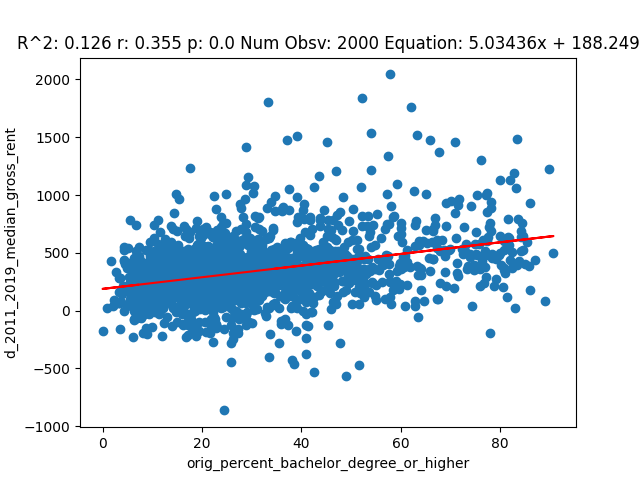 R^2: 0.126 r: 0.355 p: 0.0 Num Obsv: 2000 Equation: 5.03436x + 188.249
d_2011_2019_median_gross_rent
2000
1500
1000
500
0
−500
−1000
0 20 40 60 80
orig_percent_bachelor_degree_or_higher